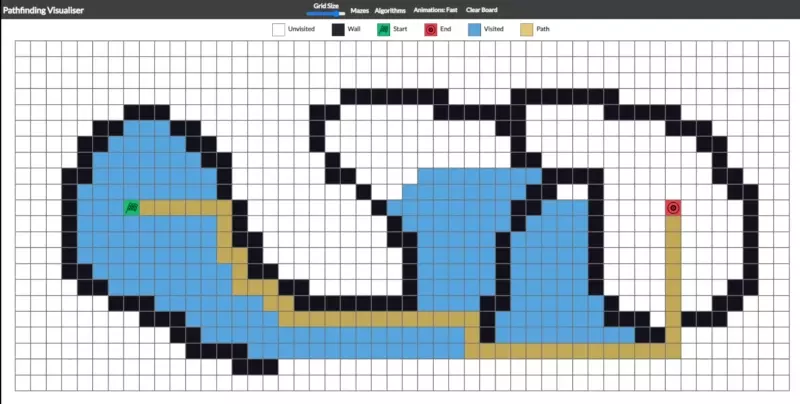 Pathfinding Visualiser
Grid Size
Mazes
Algorithms
Animations: Fast
Clear Board
Unvisited
Wall
Start
End
Visited
Path